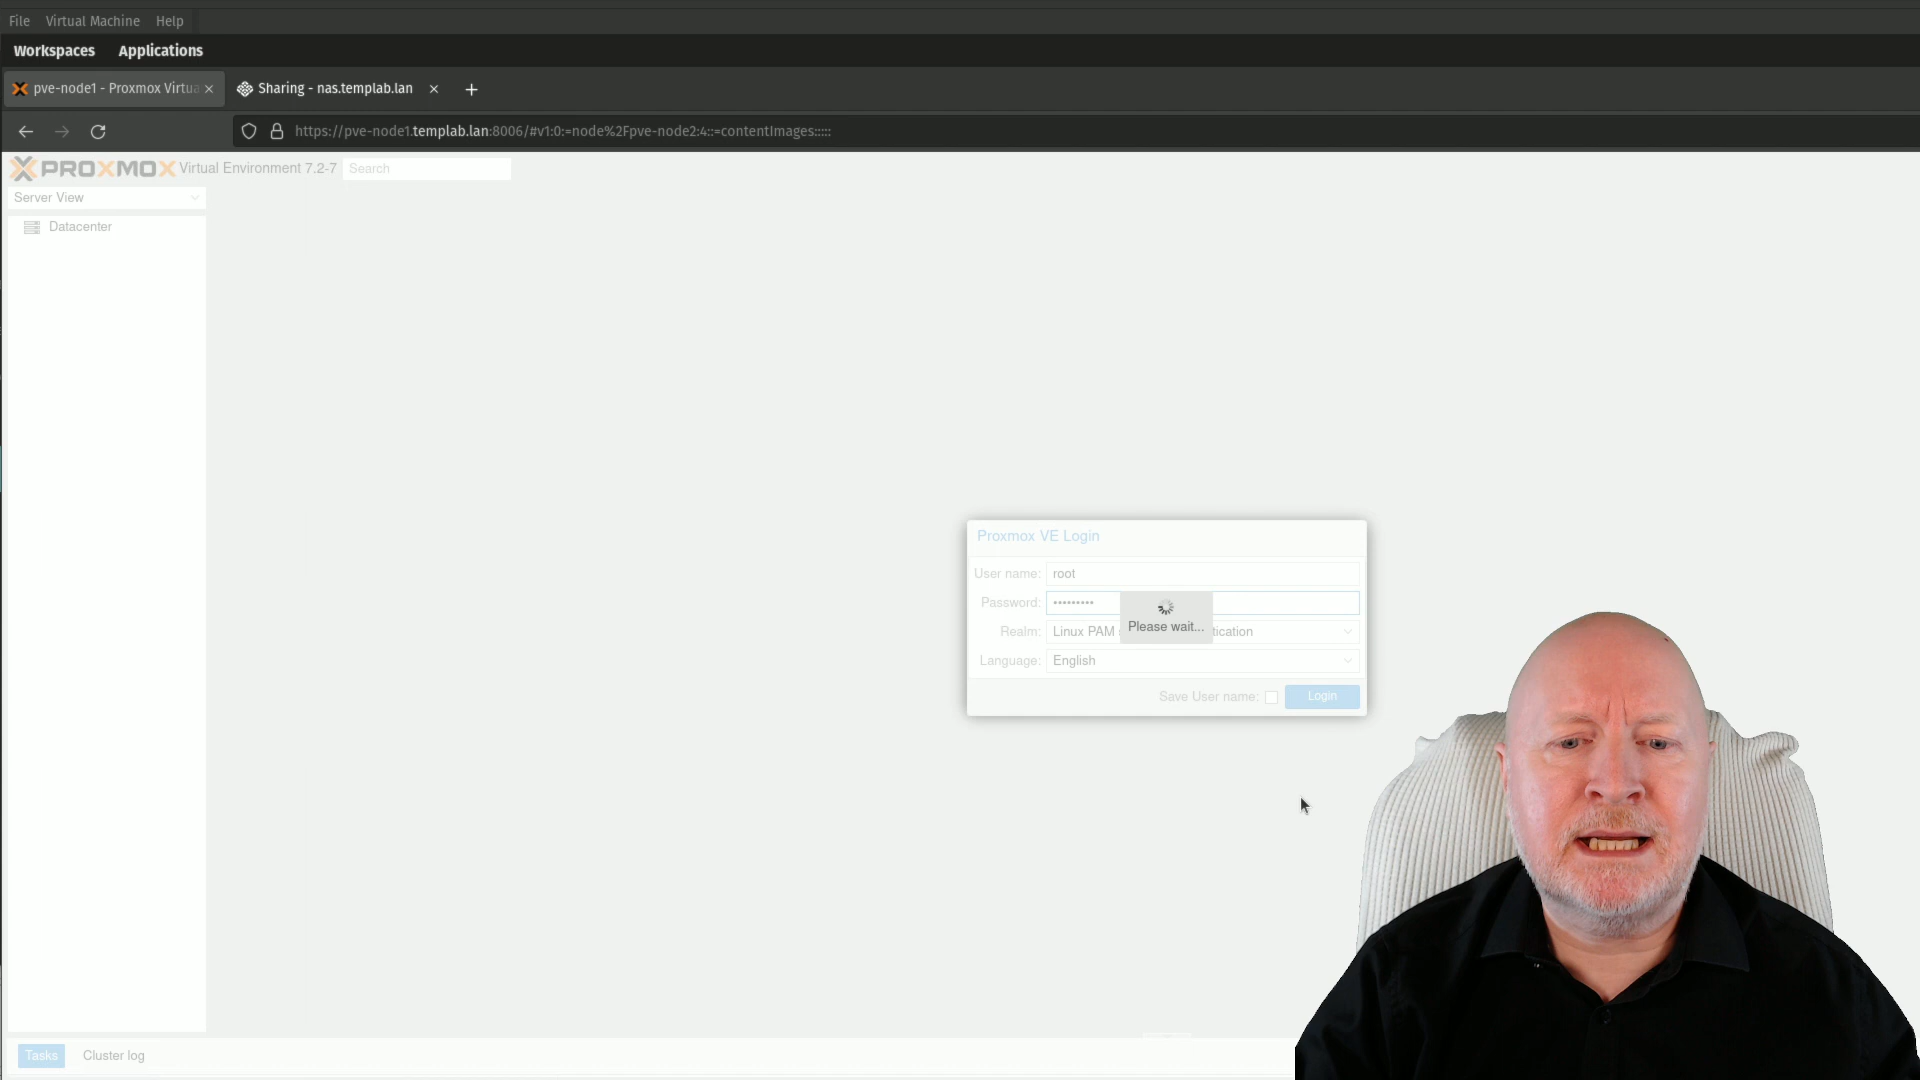 File Virtual Machine Help
Workspaces Applications
pve-node1 - Proxmox Virtua
Sharing - nas.templab.lan
https://pve-node1.templab.lan:8006/#v1:0:=node%2Fpve-node2:4::=contentImages:::::
PROXMOX Virtual Environment 7.2-7 Search
Server View
Datacenter
Proxmox VE Login
User name: root
Password: •••••••••
Please wait...
Realm: Linux PAM tication
Language: English
Save User name: Login
Tasks Cluster log